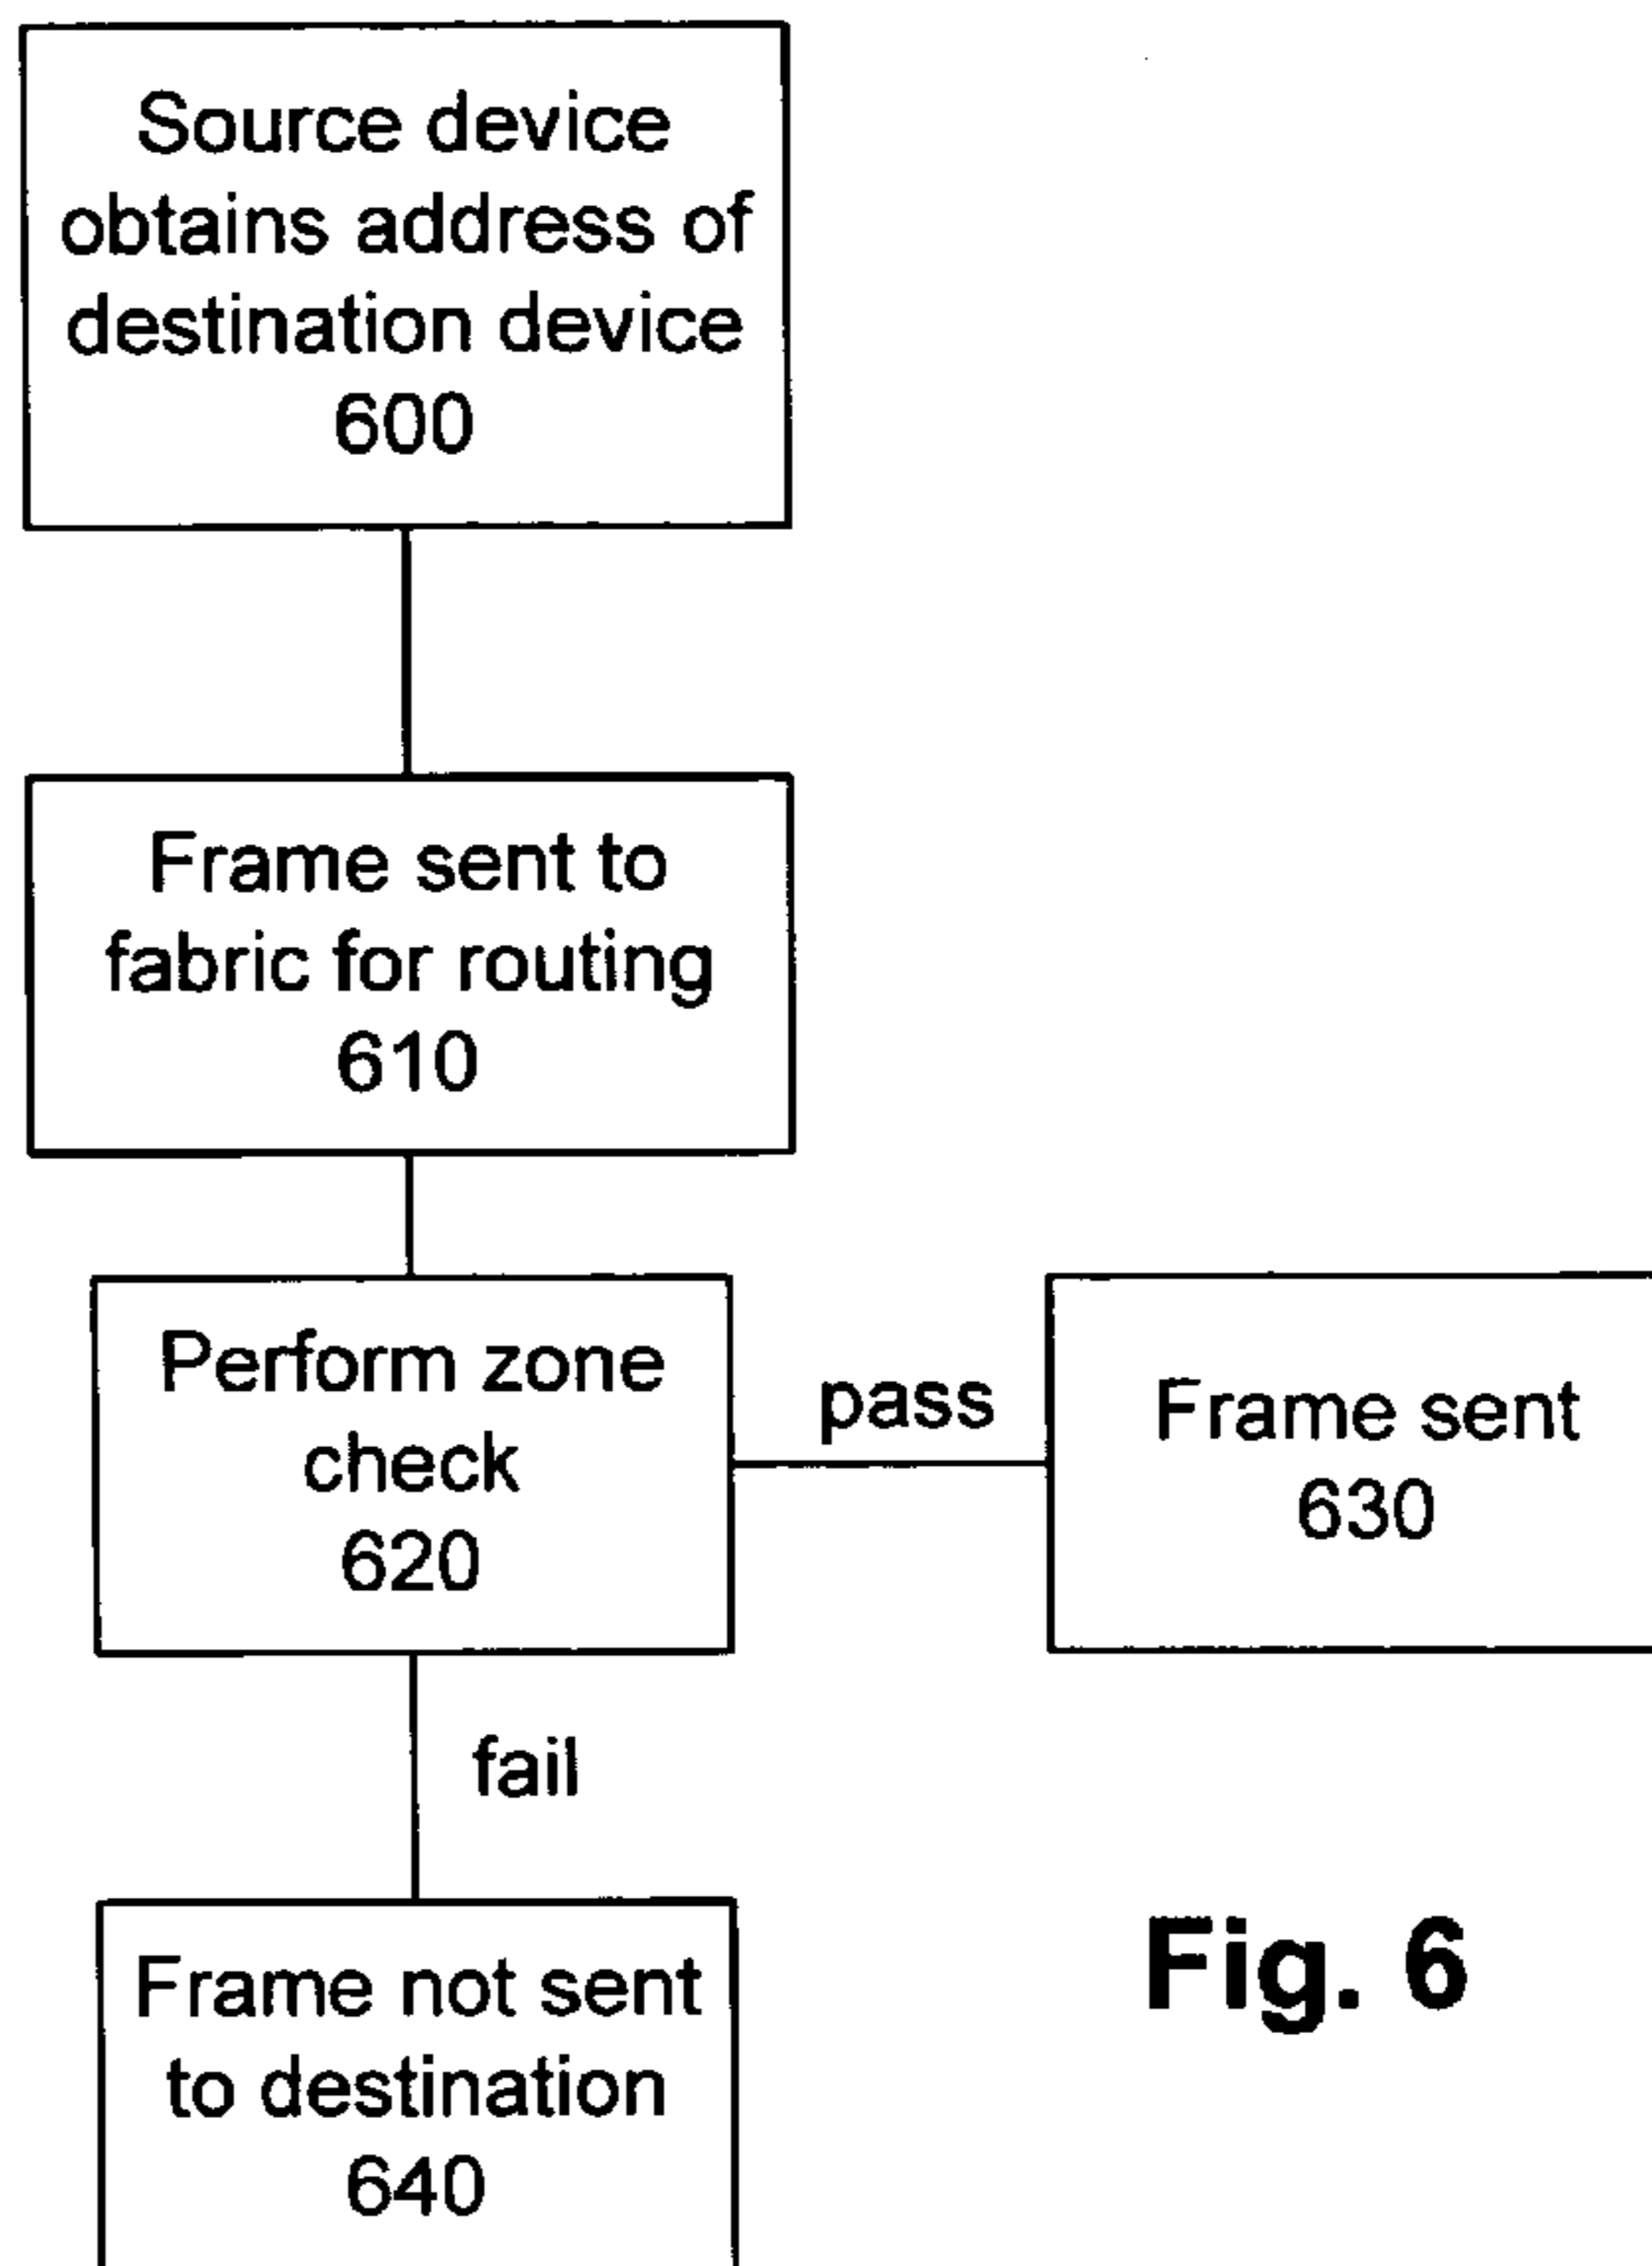 Source device
obtains address of
destination device
600
Frame sent to
fabric for routing
610
Perform zone
check
620
pass
Frame sent
630
fail
Frame not sent
to destination
640
Fig. 6